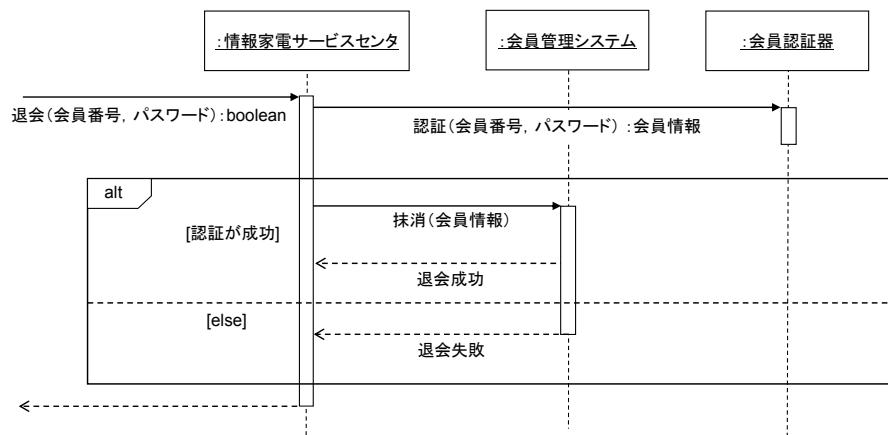 :情報家電サービスセンタ
:会員管理システム
:会員認証器
退会(会員番号, パスワード):boolean
認証(会員番号, パスワード) :会員情報
alt
抹消(会員情報)
[認証が成功]
退会成功
[else]
退会失敗